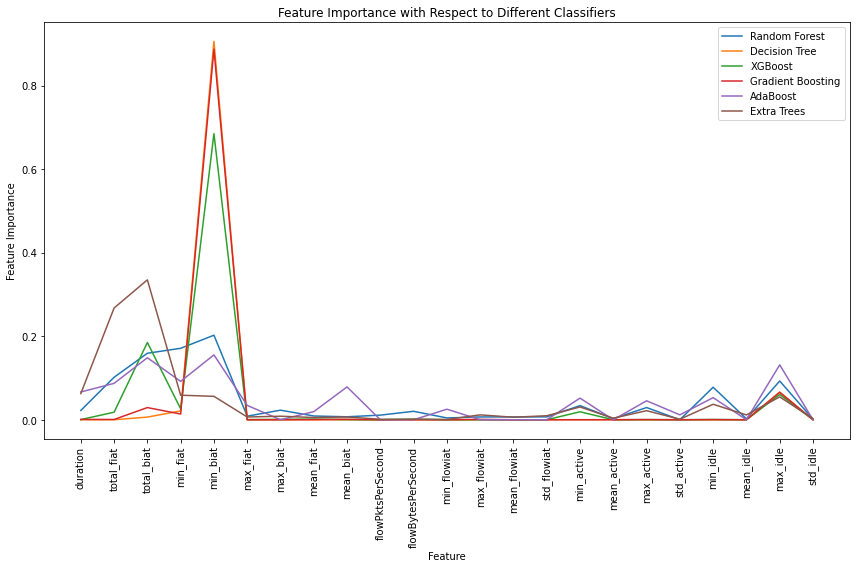 Feature Importance with Respect to Different Classifiers
Random Forest
Decision Tree
XGBoost
Gradient Boosting
AdaBoost
Extra Trees
0.8
0.6
0.4
0.2
0.0
Feature Importance
duration
total_fiat
total_biat
min_fiat
min_biat
max_fiat
max_biat
mean_fiat
mean_biat
flowPktsPerSecond
flowBytesPerSecond
min_flowiat
max_flowiat
mean_flowiat
std_flowiat
min_active
mean_active
max_active
std_active
min_idle
mean_idle
max_idle
std_idle
Feature